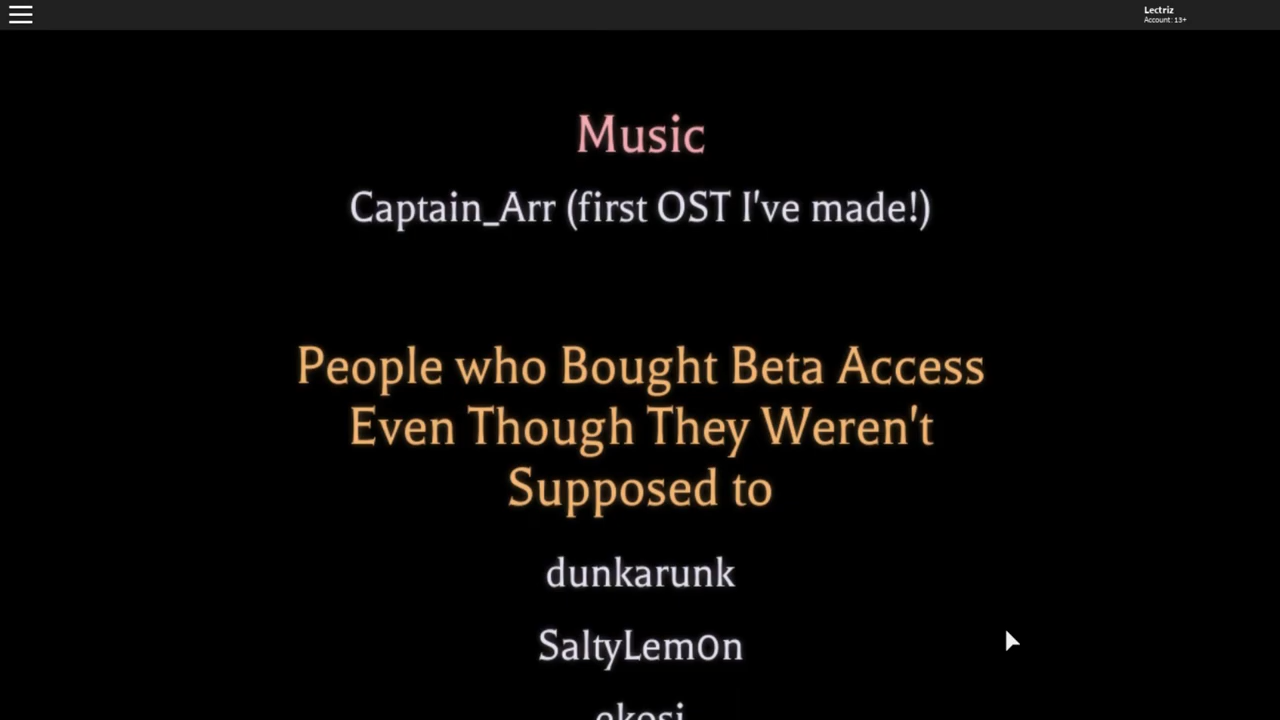 Lectriz
Account: 13+
Music
Captain_Arr (first OST I've made!)
People who Bought Beta Access
Even Though They Weren't
Supposed to
dunkarunk
SaltyLem0n
ekosi